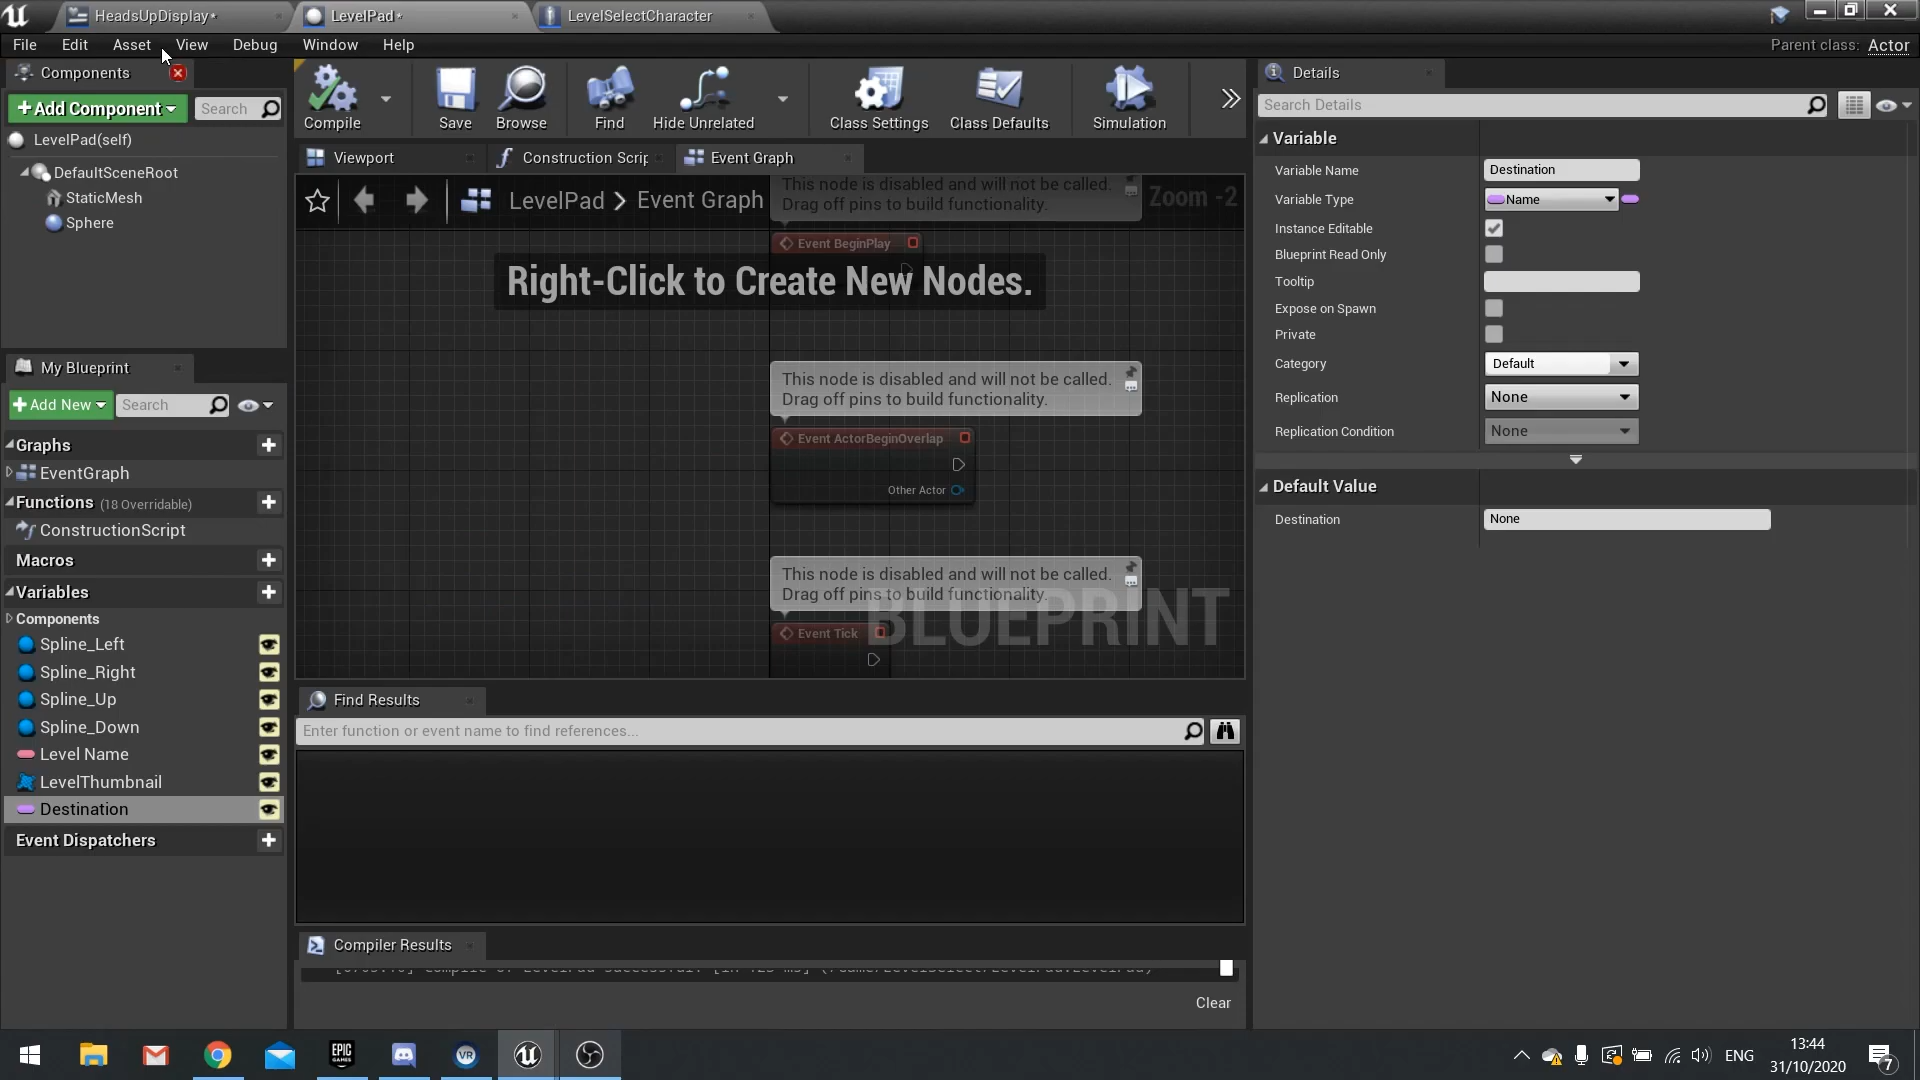 HeadsUpDisplay*
LevelPad*
LevelSelectCharacter
File Edit Asset View Debug Window Help
Parent class: Actor
Components
+Add Component
Search
LevelPad(self)
DefaultSceneRoot
StaticMesh
Sphere
My Blueprint
+Add New
Search
Graphs
EventGraph
Functions (18 Overridable)
ConstructionScript
Macros
Variables
Components
Spline_Left
Spline_Right
Spline_Up
Spline_Down
Level Name
LevelThumbnail
Destination
Event Dispatchers
Compile
Save
Browse
Find
Hide Unrelated
Class Settings
Class Defaults
Simulation
Viewport
Construction Scrip
Event Graph
LevelPad > Event Graph
Zoom -2
This node is disabled and will not be called.
Drag off pins to build functionality.
Event BeginPlay
Right-Click to Create New Nodes.
This node is disabled and will not be called.
Drag off pins to build functionality.
Event ActorBeginOverlap
Other Actor
This node is disabled and will not be called.
Drag off pins to build functionality.
Event Tick
BLUEPRINT
Find Results
Enter function or event name to find references...
Compiler Results
Clear
Details
Search Details
Variable
Variable Name Destination
Variable Type Name
Instance Editable
Blueprint Read Only
Tooltip
Expose on Spawn
Private
Category Default
Replication None
Replication Condition None
Default Value
Destination None
EPIC
GAMES
VR
ENG
13:44
31/10/2020
7